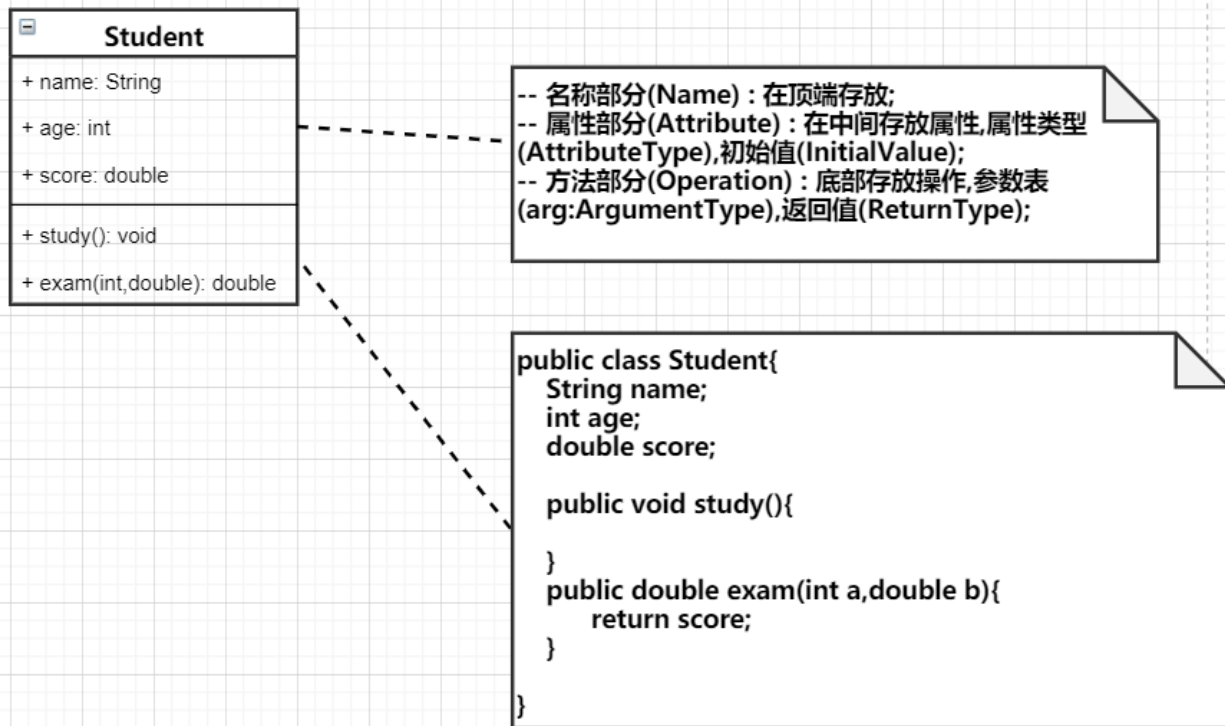 Student
+ name: String
+ age: int
+ score: double
+ study(): void
+ exam(int,double): double
-- 名称部分(Name) : 在顶端存放;
-- 属性部分(Attribute) : 在中间存放属性,属性类型
(AttributeType),初始值(InitialValue);
-- 方法部分(Operation) : 底部存放操作,参数表
(arg:ArgumentType),返回值(ReturnType);
public class Student{
String name;
int age;
double score;
public void study(){
}
public double exam(int a,double b){
return score;
}
}